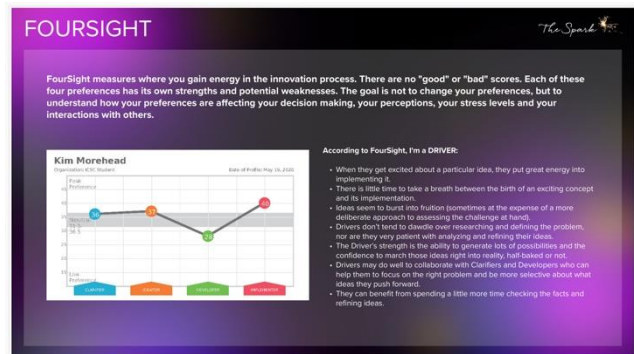 FOURSIGHT
The Spark
FourSight measures where you gain energy in the innovation process. There are no "good" or "bad" scores. Each of these
four preferences has its own strengths and potential weaknesses. The goal is not to change your preferences, but to
understand how your preferences are affecting your decision making, your perceptions, your stress levels and your
interactions with others.
Kim Morehead
Organization: ICSC Student
Date of Profile: May 16, 2020
Peak
Preference
36
37
28
40
Low
Preference
CLARIFIER
IDEATOR
DEVELOPER
IMPLEMENTER
According to FourSight, I'm a DRIVER:
• When they get excited about a particular idea, they put great energy into
implementing it.
• There is little time to take a breath between the birth of an exciting concept
and its implementation.
• Ideas seem to burst into fruition (sometimes at the expense of a more
deliberate approach to assessing the challenge at hand).
• Drivers don't tend to dawdle over researching and defining the problem,
nor are they very patient with analyzing and refining their ideas.
• The Driver's strength is the ability to generate lots of possibilities and the
confidence to march those ideas right into reality, half-baked or not.
• Drivers may do well to collaborate with Clarifiers and Developers who can
help them to focus on the right problem and be more selective about what
ideas they push forward.
• They can benefit from spending a little more time checking the facts and
refining ideas.